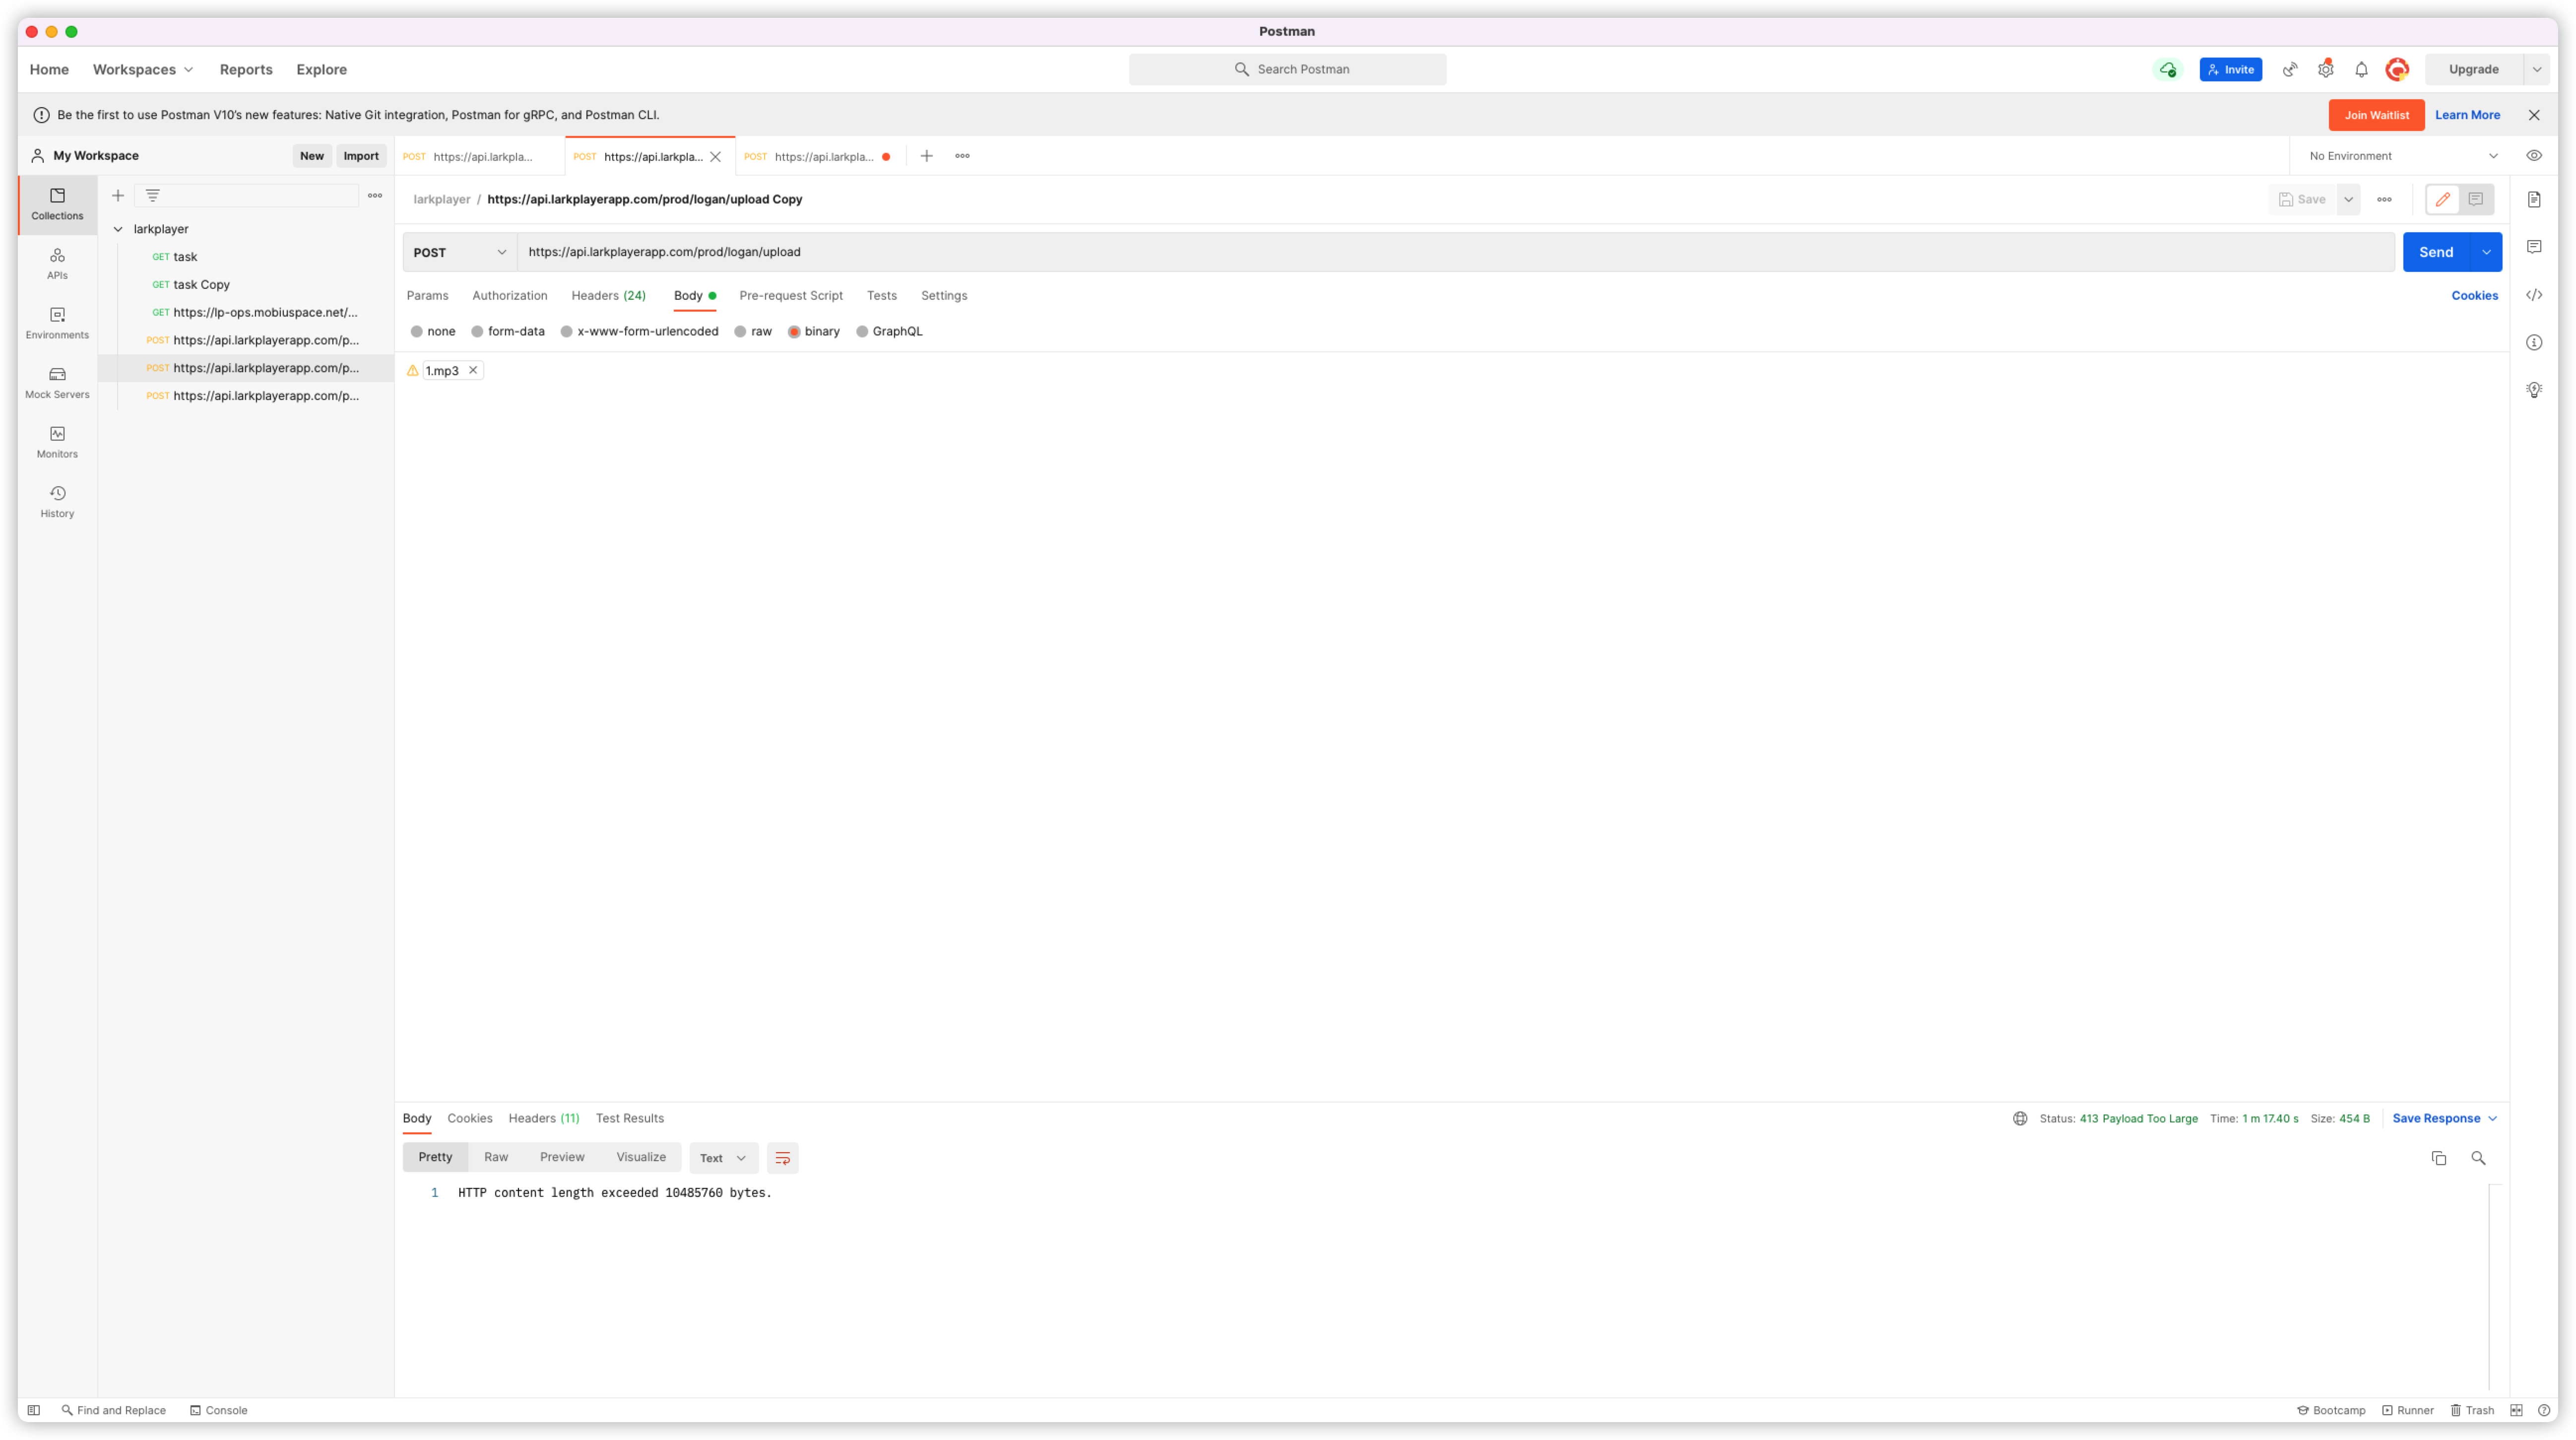 Postman
Home Workspaces Reports Explore Search Postman Invite Upgrade
Be the first to use Postman V10's new features: Native Git integration, Postman for gRPC, and Postman CLI. Join Waitlist Learn More
My Workspace New Import POST https://api.larkpla... POST https://api.larkpla... POST https://api.larkpla... No Environment
Collections
larkplayer / https://api.larkplayerapp.com/prod/logan/upload Copy Save
larkplayer
GET task
GET task Copy
GET https://lp-ops.mobiuspace.net/...
POST https://api.larkplayerapp.com/p...
POST https://api.larkplayerapp.com/p...
POST https://api.larkplayerapp.com/p...
APIs
Environments
Mock Servers
Monitors
History
POST https://api.larkplayerapp.com/prod/logan/upload Send
Params Authorization Headers (24) Body Pre-request Script Tests Settings Cookies
none form-data x-www-form-urlencoded raw binary GraphQL
1.mp3
Body Cookies Headers (11) Test Results Status: 413 Payload Too Large Time: 1 m 17.40 s Size: 454 B Save Response
Pretty Raw Preview Visualize Text
1 HTTP content length exceeded 10485760 bytes.
Find and Replace Console Bootcamp Runner Trash